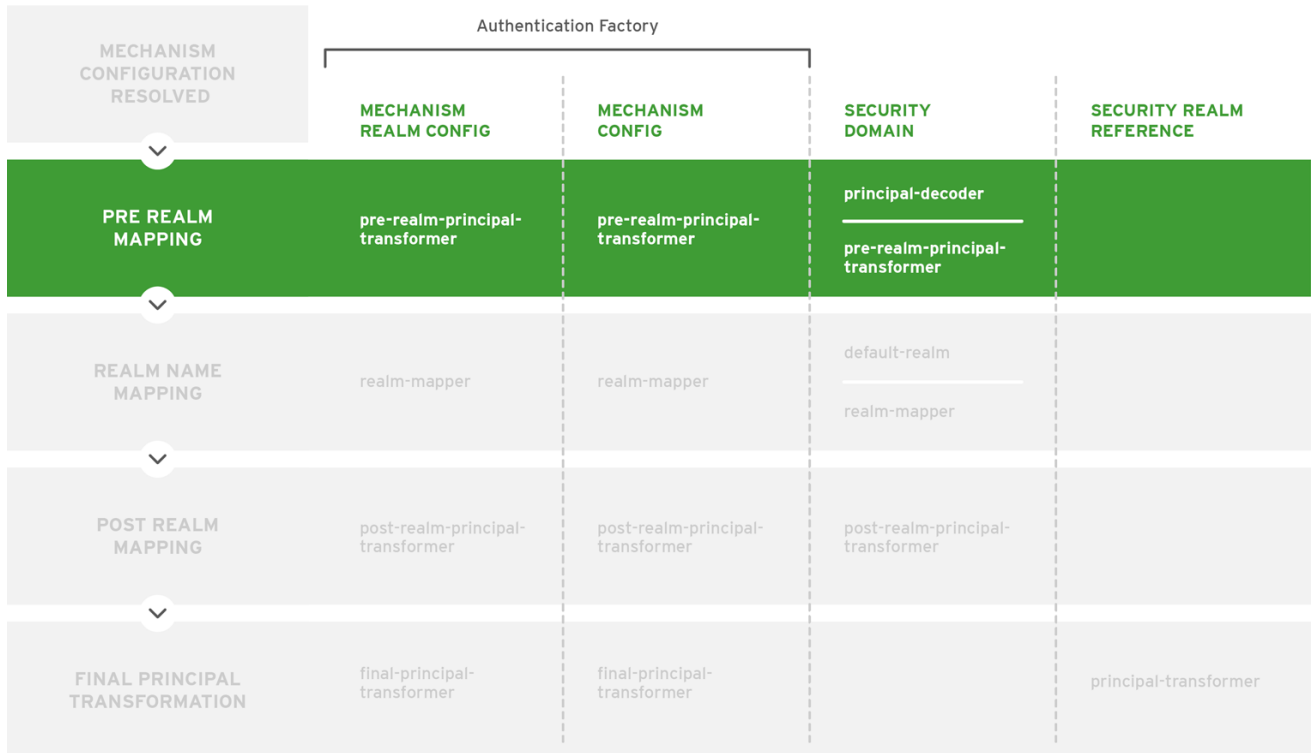 Authentication Factory
MECHANISM
CONFIGURATION
RESOLVED
MECHANISM
REALM CONFIG
MECHANISM
CONFIG
SECURITY
DOMAIN
SECURITY REALM
REFERENCE
PRE REALM
MAPPING
pre-realm-principal-
transformer
pre-realm-principal-
transformer
principal-decoder
pre-realm-principal-
transformer
REALM NAME
MAPPING
realm-mapper
realm-mapper
default-realm
realm-mapper
POST REALM
MAPPING
post-realm-principal-
transformer
post-realm-principal-
transformer
post-realm-principal-
transformer
FINAL PRINCIPAL
TRANSFORMATION
final-principal-
transformer
final-principal-
transformer
principal-transformer